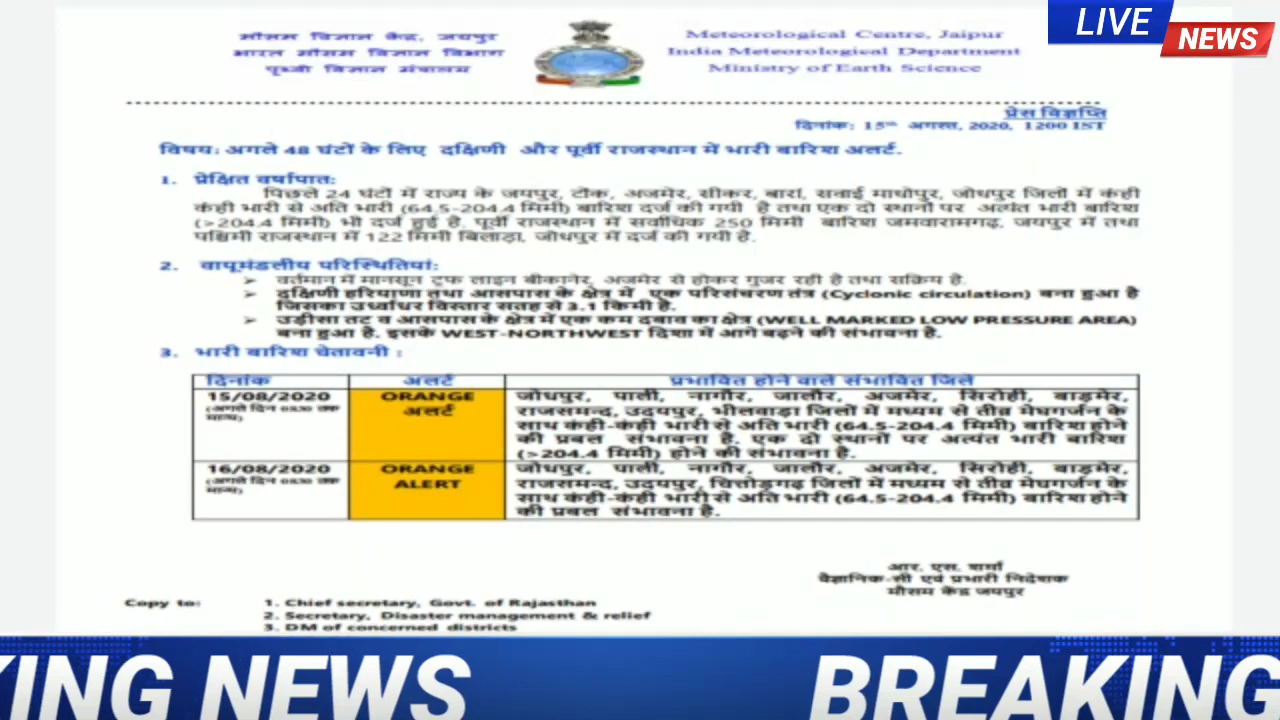 LIVE
NEWS
मौसम विज्ञान केंद्र, जयपुर
भारत मौसम विज्ञान विभाग
पृथ्वी विज्ञान मंत्रालय
Meteorological Centre, Jaipur
India Meteorological Department
Ministry of Earth Science
प्रेस विज्ञप्ति
दिनांक: 15th अगस्त, 2020, 1200 IST
विषय: अगले 48 घंटों के लिए दक्षिणी और पूर्वी राजस्थान में भारी बारिश अलर्ट.
1. प्रेक्षित वर्षापात:
पिछले 24 घंटों में राज्य के जयपुर, टोंक, अजमेर, सीकर, बारां, सवाई माधोपुर, जोधपुर जिलों में कंही
कंही भारी से अति भारी (64.5-204.4 मिमी) बारिश दर्ज की गयी है तथा एक दो स्थानों पर अत्यंत भारी बारिश
(>204.4 मिमी) भी दर्ज हुई है. पूर्वी राजस्थान में सर्वाधिक 250 मिमी बारिश जमवारामगढ़, जयपुर में तथा
पश्चिमी राजस्थान में 122 मिमी बिलाड़ा, जोधपुर में दर्ज की गयी है.
2. वायूमंडलीय परिस्थितियां:
➢ वर्तमान में मानसून ट्रफ लाइन बीकानेर, अजमेर से होकर गुजर रही है तथा सक्रिय है.
➢ दक्षिणी हरियाणा तथा आसपास के क्षेत्र में एक परिसंचरण तंत्र (Cyclonic circulation) बना हुआ है
जिसका उर्ध्वाधर विस्तार सतह से 3.1 किमी है.
➢ उड़ीसा तट व आसपास के क्षेत्र में एक कम दबाव का क्षेत्र (WELL MARKED LOW PRESSURE AREA)
बना हुआ है. इसके WEST-NORTHWEST दिशा में आगे बढ़ने की संभावना है.
3. भारी बारिश चेतावनी :
दिनांक अलर्ट प्रभावित होने वाले संभावित जिले
15/08/2020
(अगले दिन 0830 तक
मान्य)
ORANGE
अलर्ट
जोधपुर, पाली, नागौर, जालौर, अजमेर, सिरोही, बाड़मेर,
राजसमन्द, उदयपुर, भीलवाड़ा जिलों में मध्यम से तीव्र मेघगर्जन के
साथ कंही-कंही भारी से अति भारी (64.5-204.4 मिमी) बारिश होने
की प्रबल संभावना है. एक दो स्थानों पर अत्यंत भारी बारिश
(>204.4 मिमी) होने की संभावना है.
16/08/2020
(अगले दिन 0830 तक
मान्य)
ORANGE
ALERT
जोधपुर, पाली, नागौर, जालौर, अजमेर, सिरोही, बाड़मेर,
राजसमन्द, उदयपुर, चित्तोड़गढ़ जिलों में मध्यम से तीव्र मेघगर्जन के
साथ कंही-कंही भारी से अति भारी (64.5-204.4 मिमी) बारिश होने
की प्रबल संभावना है.
आर. एस. शर्मा
वैज्ञानिक-सी एवं प्रभारी निदेशक
मौसम केंद्र जयपुर
Copy to: 1. Chief secretary, Govt. of Rajasthan
2. Secretary, Disaster management & relief
3. DM of concerned districts
KING NEWS BREAKING